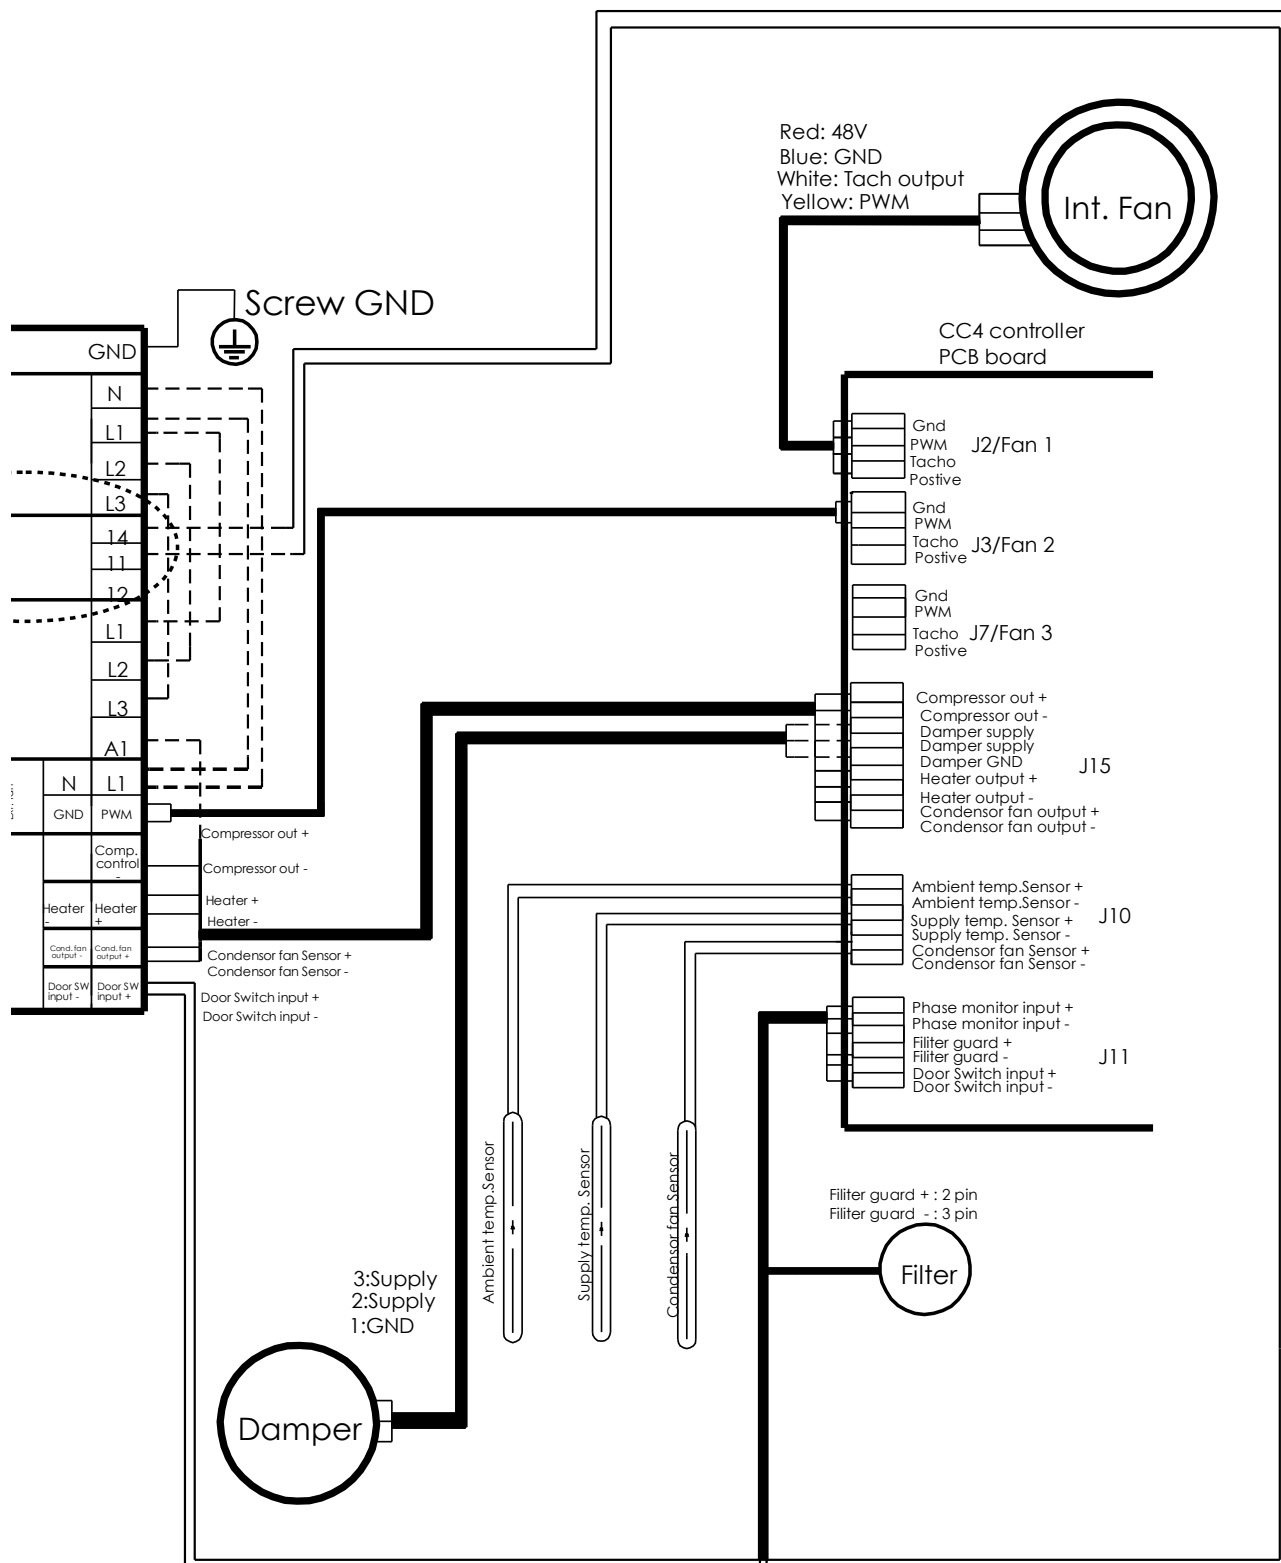 Red: 48V
Blue: GND
White: Tach output
Yellow: PWM
Int. Fan
Screw GND
CC4 controller
PCB board
GND
N
L1
L2
L3
14
11
12
L1
L2
L3
A1
N L1
GND PWM
Comp.
control
-
Heater
-
Heater
+
Cond. fan
output -
Cond. fan
output +
Door SW
input -
Door SW
input +
Compressor out +
Compressor out -
Heater +
Heater -
Condensor fan Sensor +
Condensor fan Sensor -
Door Switch input +
Door Switch input -
Gnd
PWM
Tacho
Postive
J2/Fan 1
Gnd
PWM
Tacho
Postive
J3/Fan 2
Gnd
PWM
Tacho
Postive
J7/Fan 3
Compressor out +
Compressor out -
Damper supply
Damper supply
Damper GND
Heater output +
Heater output -
Condensor fan output +
Condensor fan output -
J15
Ambient temp.Sensor +
Ambient temp.Sensor -
Supply temp. Sensor +
Supply temp. Sensor -
Condensor fan Sensor +
Condensor fan Sensor -
J10
Phase monitor input +
Phase monitor input -
Filiter guard +
Filiter guard -
Door Switch input +
Door Switch input -
J11
Ambient temp.Sensor
Supply temp. Sensor
Condensor fan Sensor
Filiter guard + : 2 pin
Filiter guard - : 3 pin
Filter
3:Supply
2:Supply
1:GND
Damper